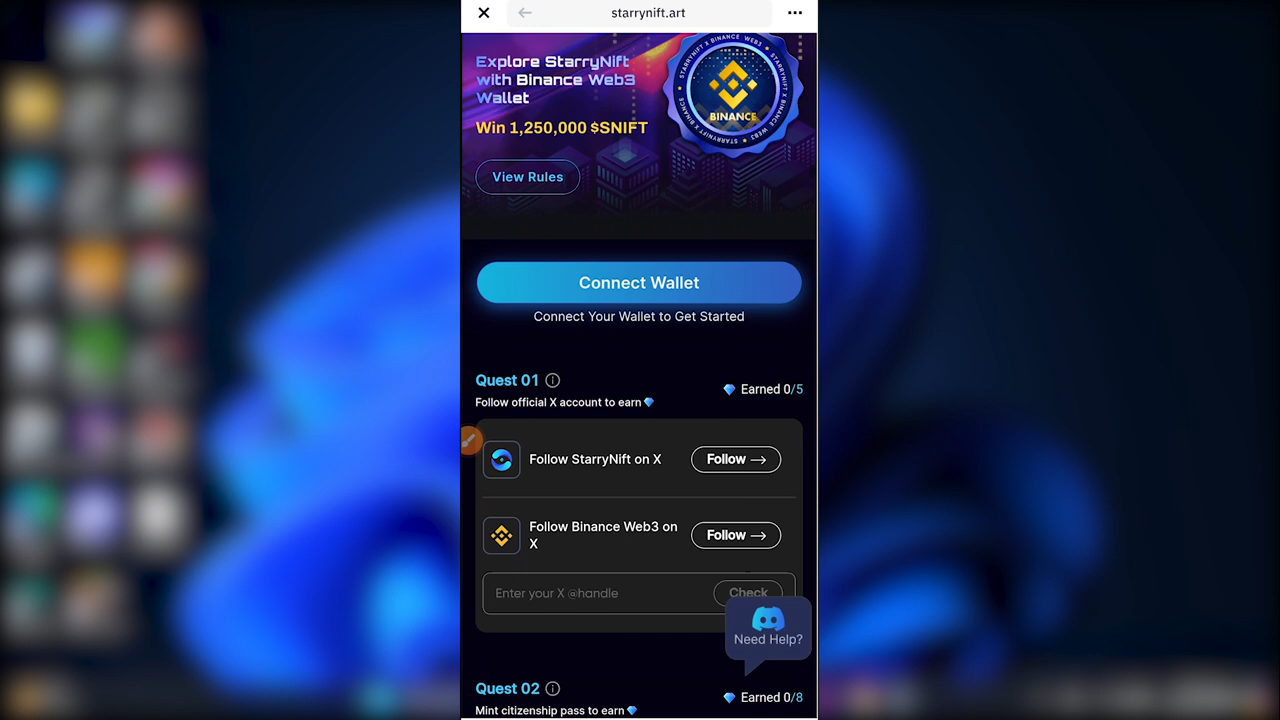 starrynift.art
Explore StarryNift
with Binance Web3
Wallet
Win 1,250,000 $SNIFT
View Rules
STARRYNIFT X BINANCE WEB3
BINANCE
Connect Wallet
Connect Your Wallet to Get Started
Quest 01
Earned 0/5
Follow official X account to earn
Follow StarryNift on X
Follow
Follow Binance Web3 on
X
Follow
Enter your X @handle
Check
Need Help?
Quest 02
Earned 0/8
Mint citizenship pass to earn